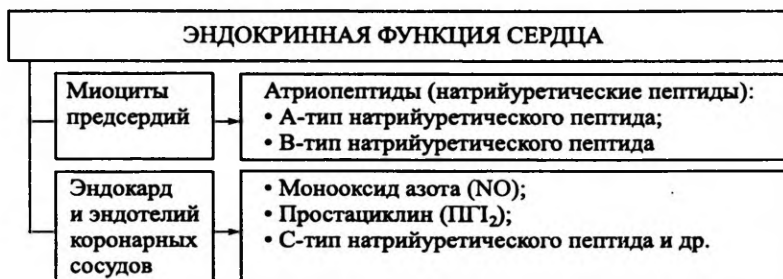 ЭНДОКРИННАЯ ФУНКЦИЯ СЕРДЦА
Миоциты
предсердий
Атриопептиды (натрийуретические пептиды):
• А-тип натрийуретического пептида;
• В-тип натрийуретического пептида
Эндокард
и эндотелий
коронарных
сосудов
• Монооксид азота (NO);
• Простациклин (ПГI₂);
• С-тип натрийуретического пептида и др.